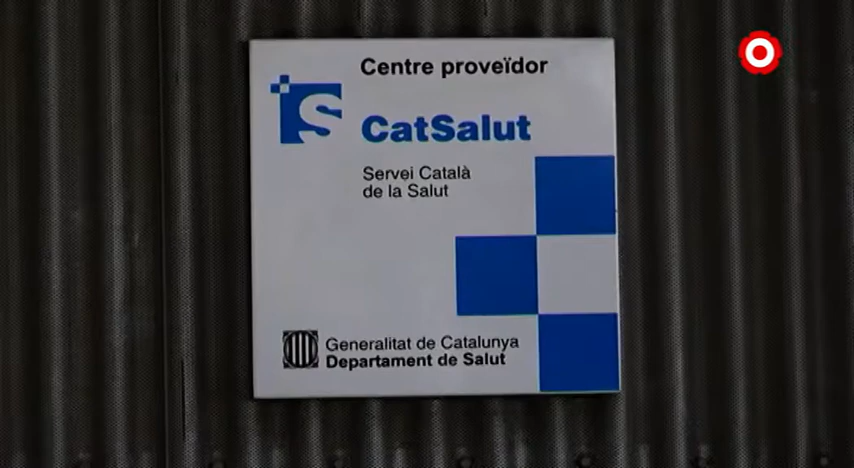 Centre proveïdor
CatSalut
Servei Català
de la Salut
Generalitat de Catalunya
Departament de Salut